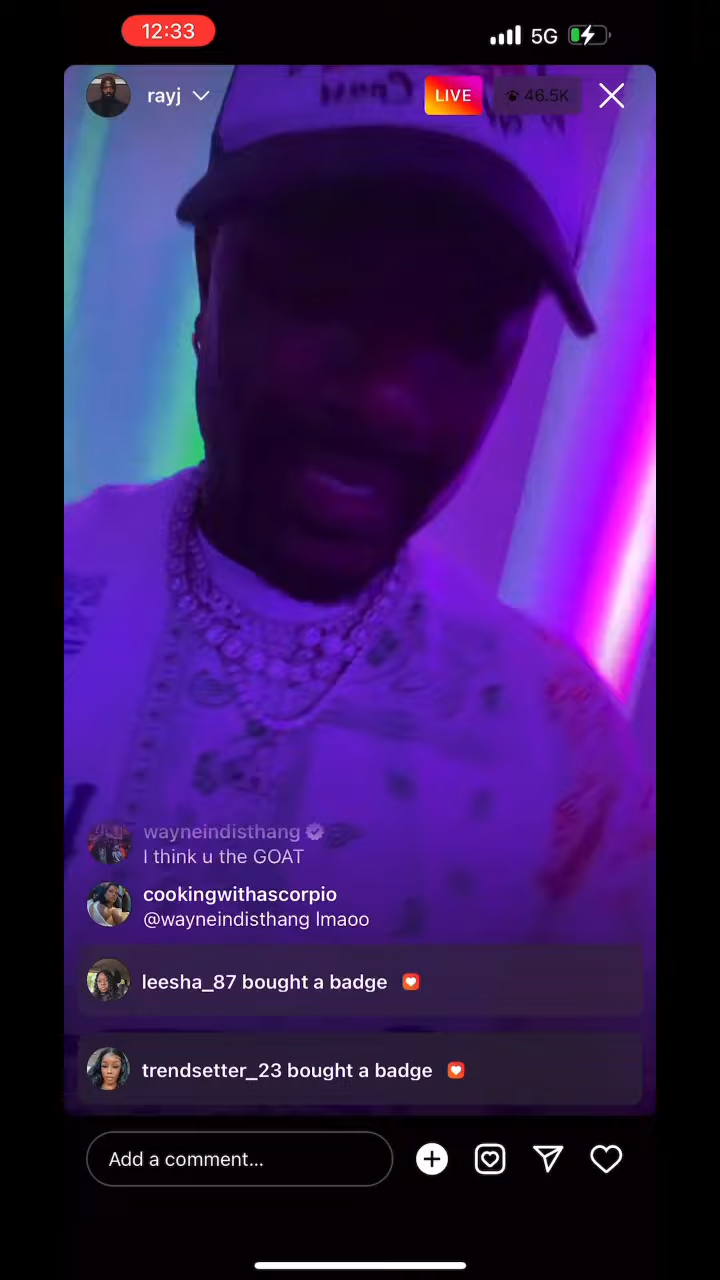 12:33
5G
rayj
LIVE
46.5K
wayneindisthang
I think u the GOAT
cookingwithascorpio
@wayneindisthang lmaoo
leesha_87 bought a badge
trendsetter_23 bought a badge
Add a comment...